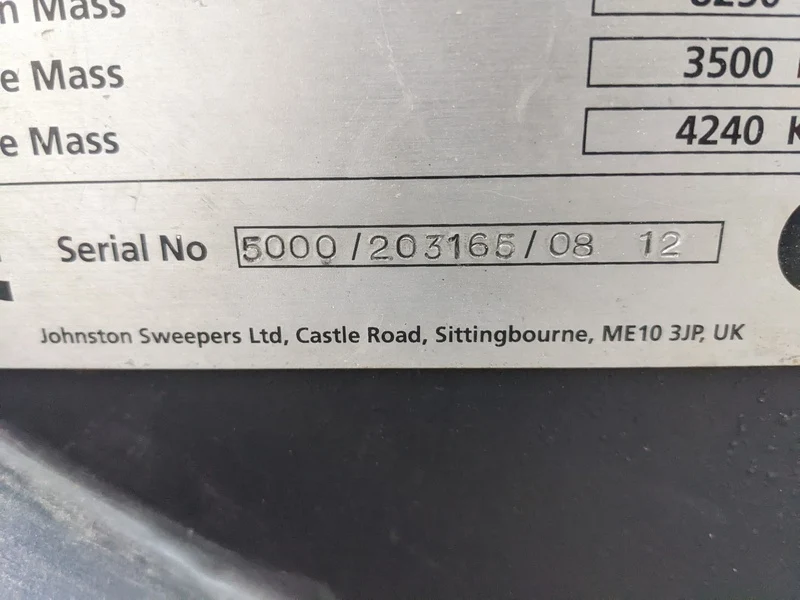 Mass
e Mass 3500
e Mass 4240 K
Serial No 5000/203165/08 12
Johnston Sweepers Ltd, Castle Road, Sittingbourne, ME10 3JP, UK